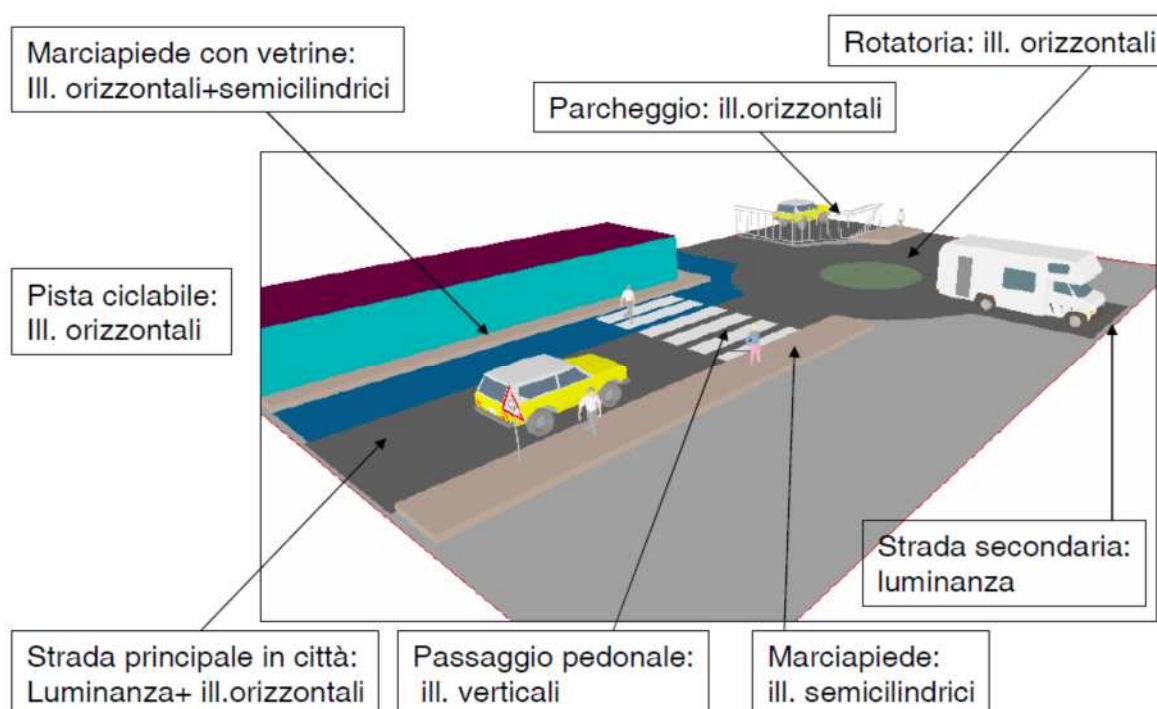 Marciapiede con vetrine:
Ill. orizzontali+semicilindrici
Rotatoria: ill. orizzontali
Parcheggio: ill.orizzontali
Pista ciclabile:
Ill. orizzontali
Strada secondaria:
luminanza
Strada principale in città:
Luminanza+ ill.orizzontali
Passaggio pedonale:
ill. verticali
Marciapiede:
ill. semicilindrici